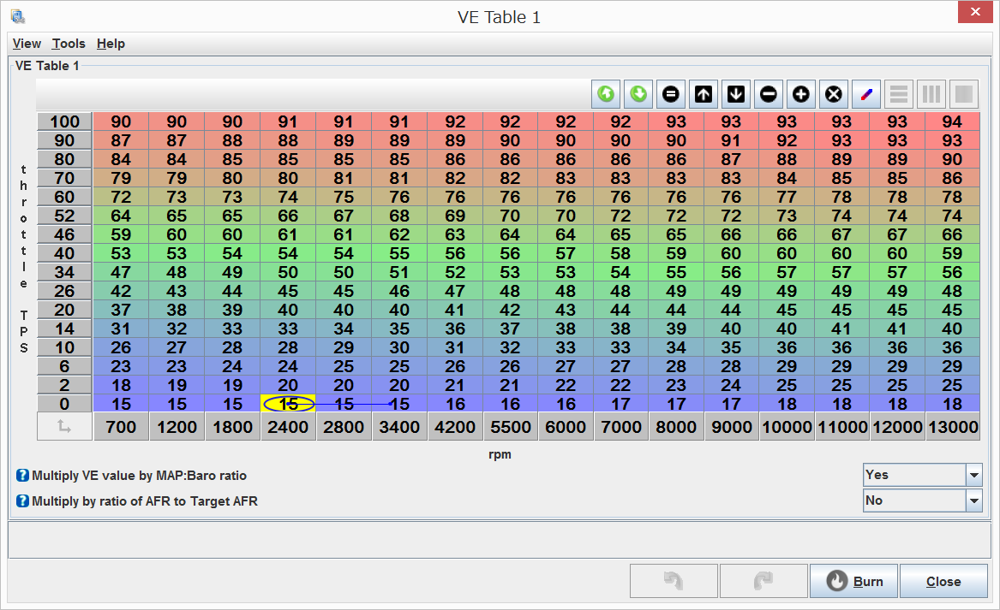 VE Table 1
View Tools Help
VE Table 1
100 90 90 90 91 91 91 92 92 92 92 93 93 93 93 93 94
90 87 87 88 88 89 89 89 90 90 90 90 91 92 93 93 93
80 84 84 85 85 85 85 86 86 86 86 86 87 88 89 89 90
70 79 79 80 80 81 81 82 82 83 83 83 83 84 85 85 86
60 72 73 73 74 75 76 76 76 76 76 76 76 77 78 78 78
52 64 65 65 66 67 68 69 70 70 72 72 72 73 74 74 74
46 59 60 60 61 61 62 63 64 64 65 65 66 66 67 67 66
40 53 53 54 54 54 55 56 56 57 58 59 60 60 60 60 59
34 47 48 49 50 50 51 52 53 53 54 55 56 57 57 57 56
26 42 43 44 45 45 46 47 48 48 48 49 49 49 49 49 48
20 37 38 39 40 40 40 41 42 43 44 44 44 45 45 45 45
14 31 32 33 33 34 35 36 37 38 38 39 40 40 41 41 40
10 26 27 28 28 29 30 31 32 33 33 34 35 36 36 36 36
6 23 23 24 24 25 25 26 26 27 27 28 28 29 29 29 29
2 18 19 19 20 20 20 21 21 22 22 23 24 25 25 25 25
0 15 15 15 15 15 15 16 16 16 17 17 17 18 18 18 18
throttle TPS
700 1200 1800 2400 2800 3400 4200 5500 6000 7000 8000 9000 10000 11000 12000 13000
rpm
Multiply VE value by MAP:Baro ratio Yes
Multiply by ratio of AFR to Target AFR No
Burn Close